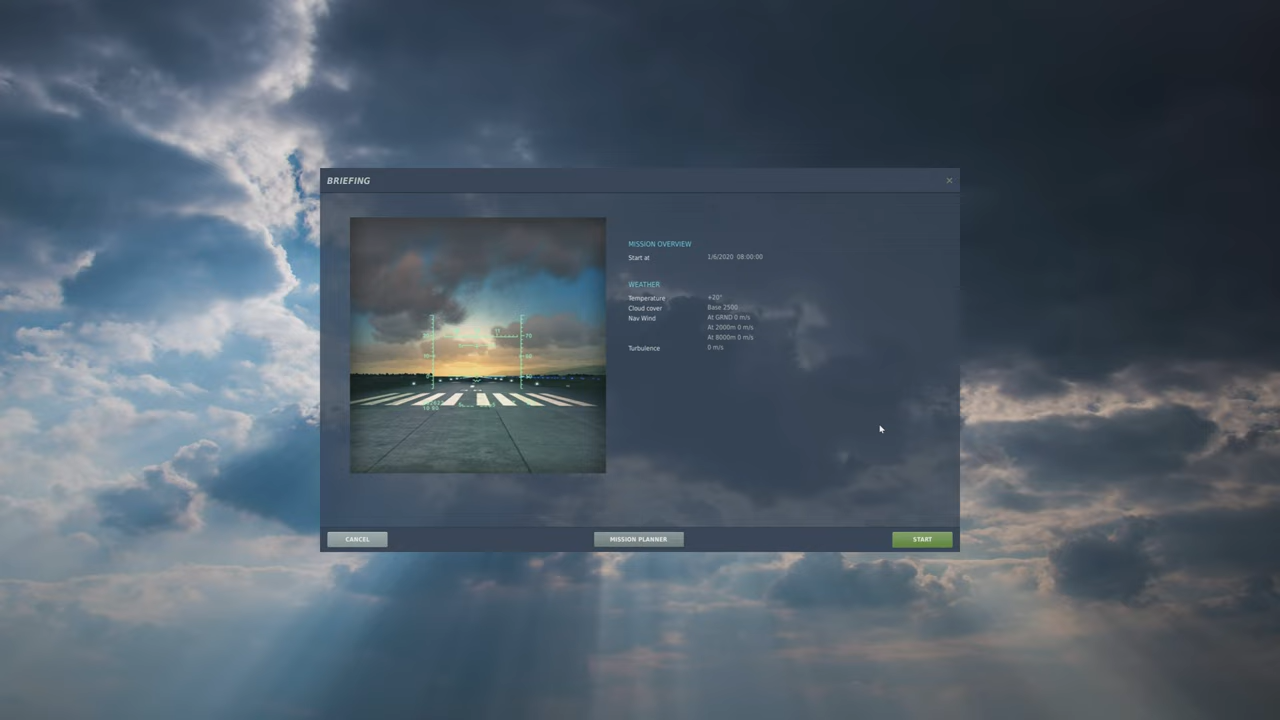 BRIEFING
MISSION OVERVIEW
Start at 1/6/2020 08:00:00
WEATHER
Temperature +20°
Cloud cover Base 2500
Nav Wind At GRND 0 m/s
At 2000m 0 m/s
At 8000m 0 m/s
Turbulence 0 m/s
CANCEL MISSION PLANNER START